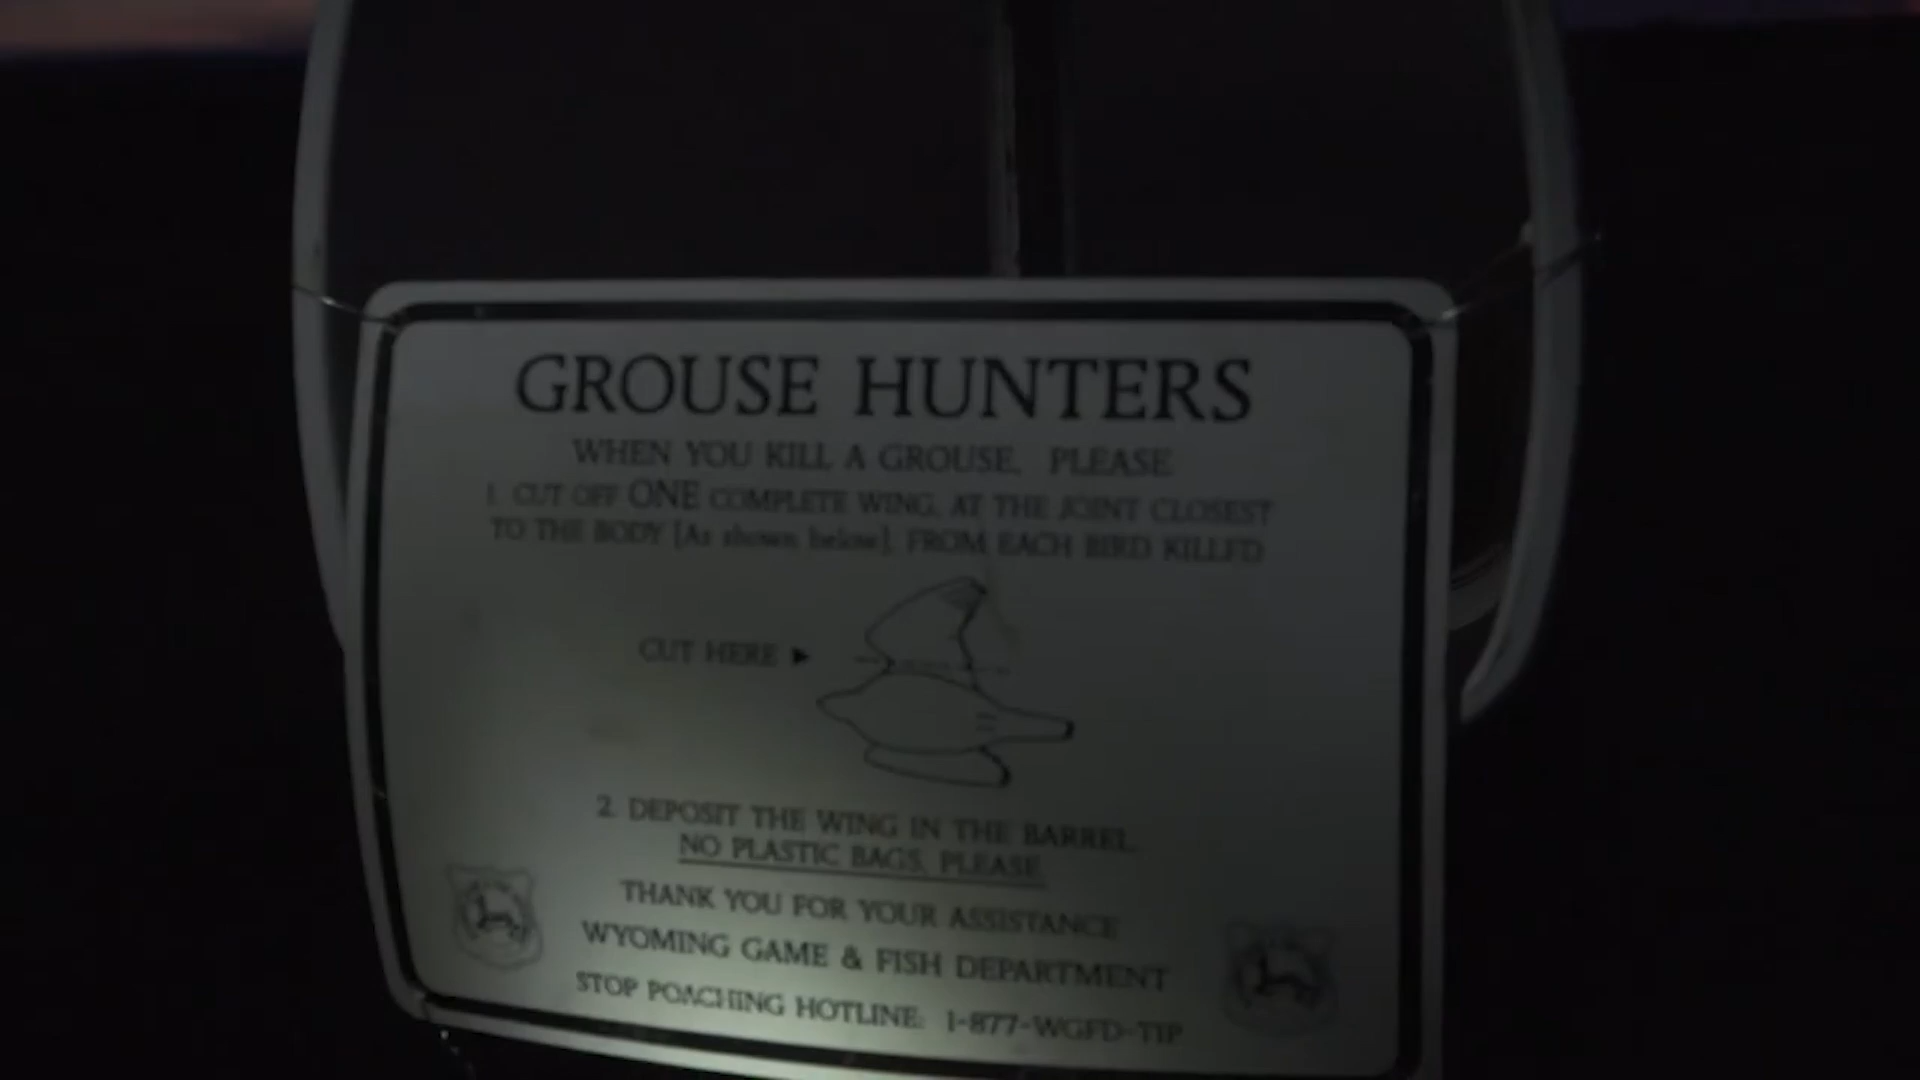 GROUSE HUNTERS
WHEN YOU KILL A GROUSE, PLEASE
1. CUT OFF ONE COMPLETE WING, AT THE JOINT CLOSEST
TO THE BODY [As shown below], FROM EACH BIRD KILLED
CUT HERE ►
2. DEPOSIT THE WING IN THE BARREL.
NO PLASTIC BAGS, PLEASE
THANK YOU FOR YOUR ASSISTANCE
WYOMING GAME & FISH DEPARTMENT
STOP POACHING HOTLINE: 1-877-WGFD-TIP